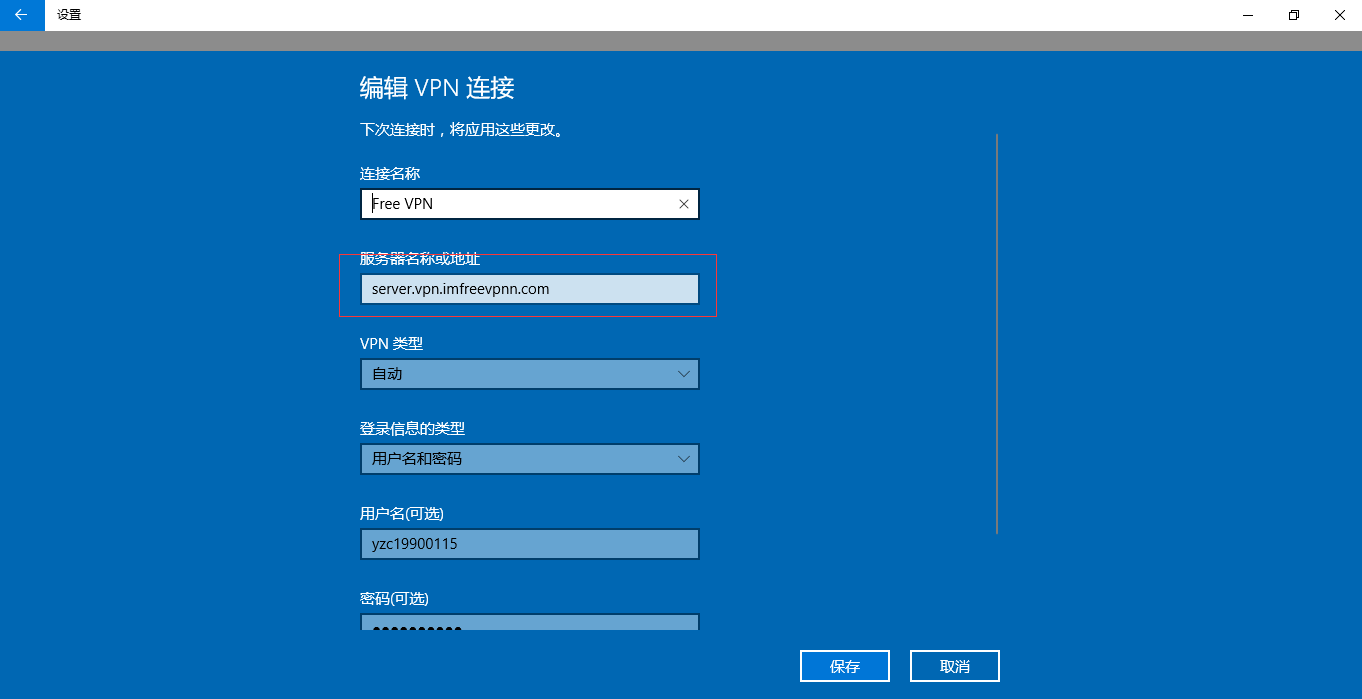 设置
编辑 VPN 连接
下次连接时，将应用这些更改。
连接名称
Free VPN
服务器名称或地址
server.vpn.imfreevpnn.com
VPN 类型
自动
登录信息的类型
用户名和密码
用户名(可选)
yzc19900115
密码(可选)
●●●●●●●●●●
保存 取消